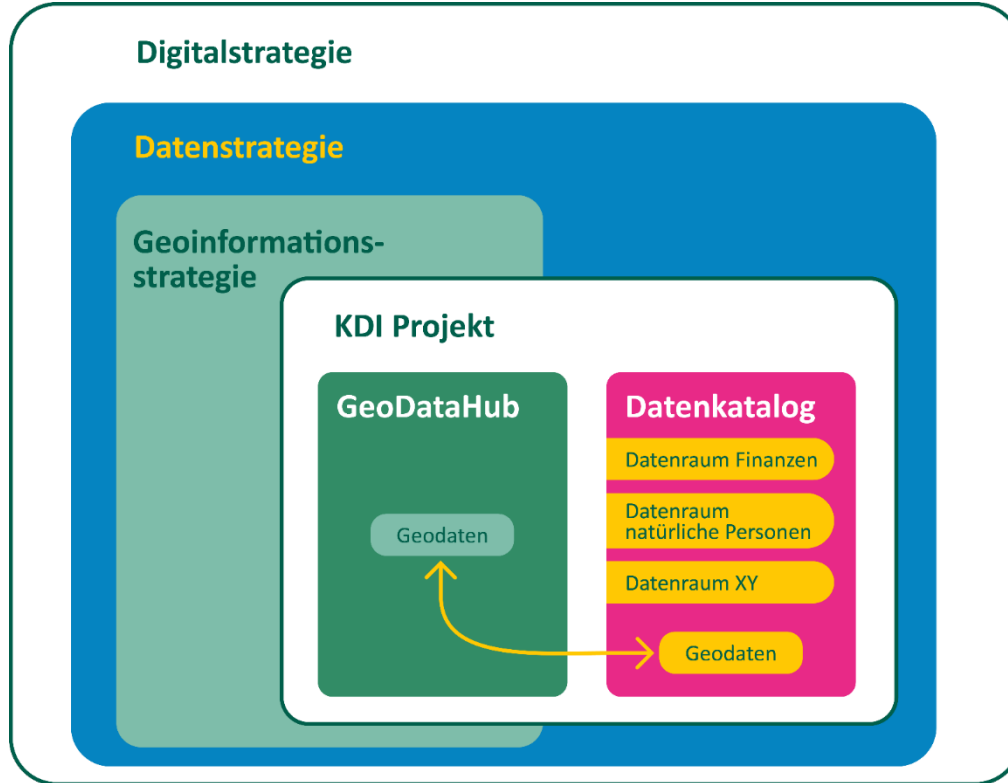 Digitalstrategie
Datenstrategie
Geoinformations-
strategie
KDI Projekt
GeoDataHub
Geodaten
Datenkatalog
Datenraum Finanzen
Datenraum
natürliche Personen
Datenraum XY
Geodaten